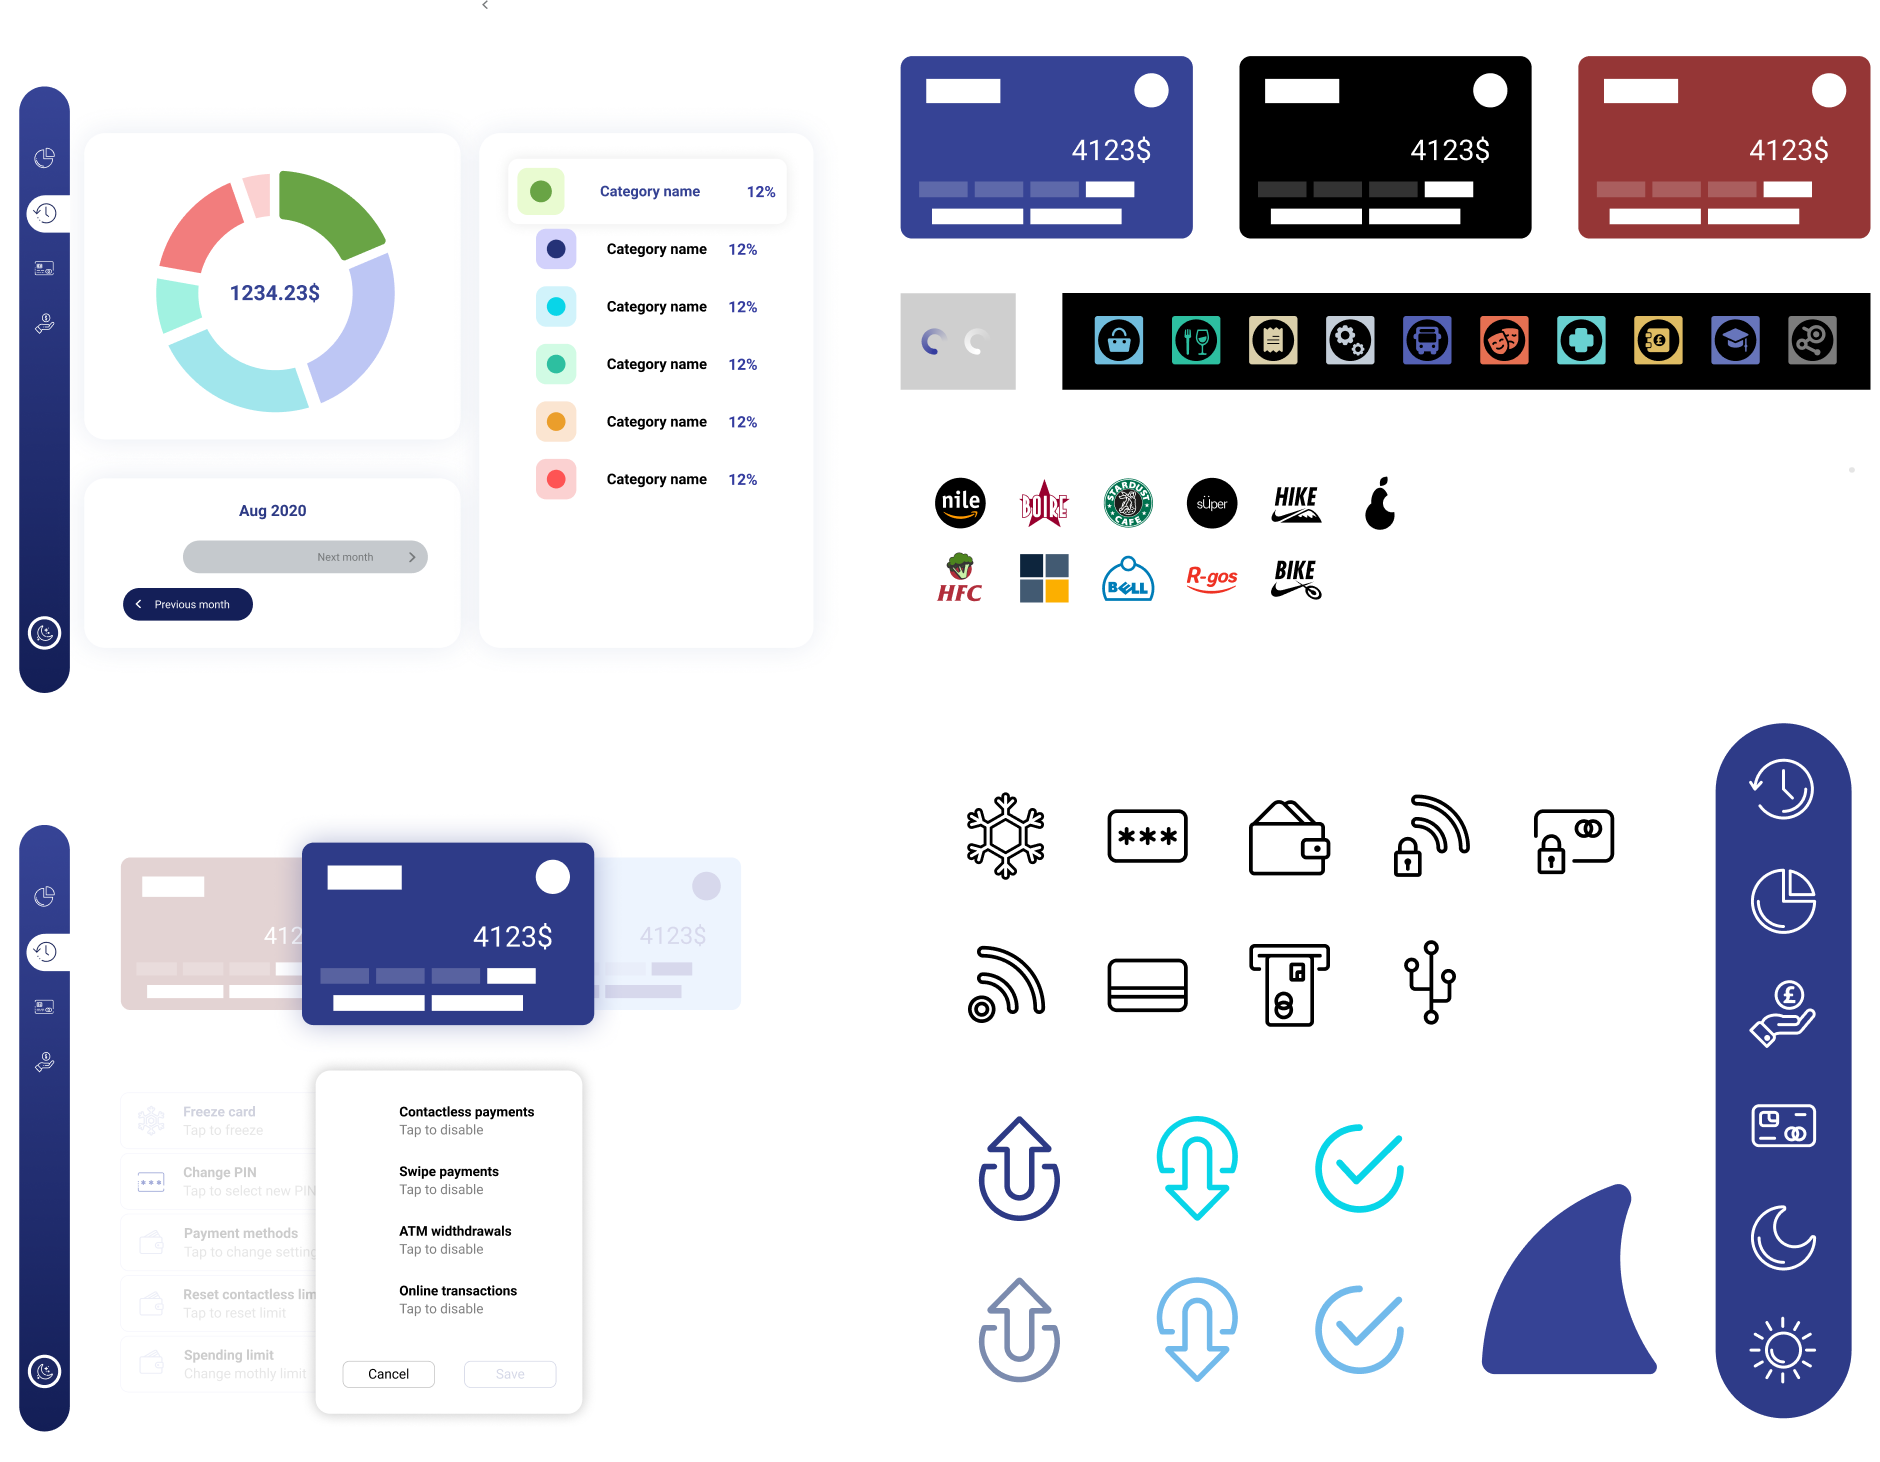 1234.23$
Category name 12%
Category name 12%
Category name 12%
Category name 12%
Category name 12%
Category name 12%
Aug 2020
Next month
Previous month
4123$
4123$
4123$
nile
BOIRE
STARDUST
CAFE
süper
HIKE
HFC
BELL
R-gos
BIKE
412
4123$
4123$
Freeze card
Tap to freeze
Change PIN
Tap to select new PIN
Payment methods
Tap to change setting
Reset contactless lim
Tap to reset limit
Spending limit
Change mothly limit
Contactless payments
Tap to disable
Swipe payments
Tap to disable
ATM widthdrawals
Tap to disable
Online transactions
Tap to disable
Cancel
Save
***
£